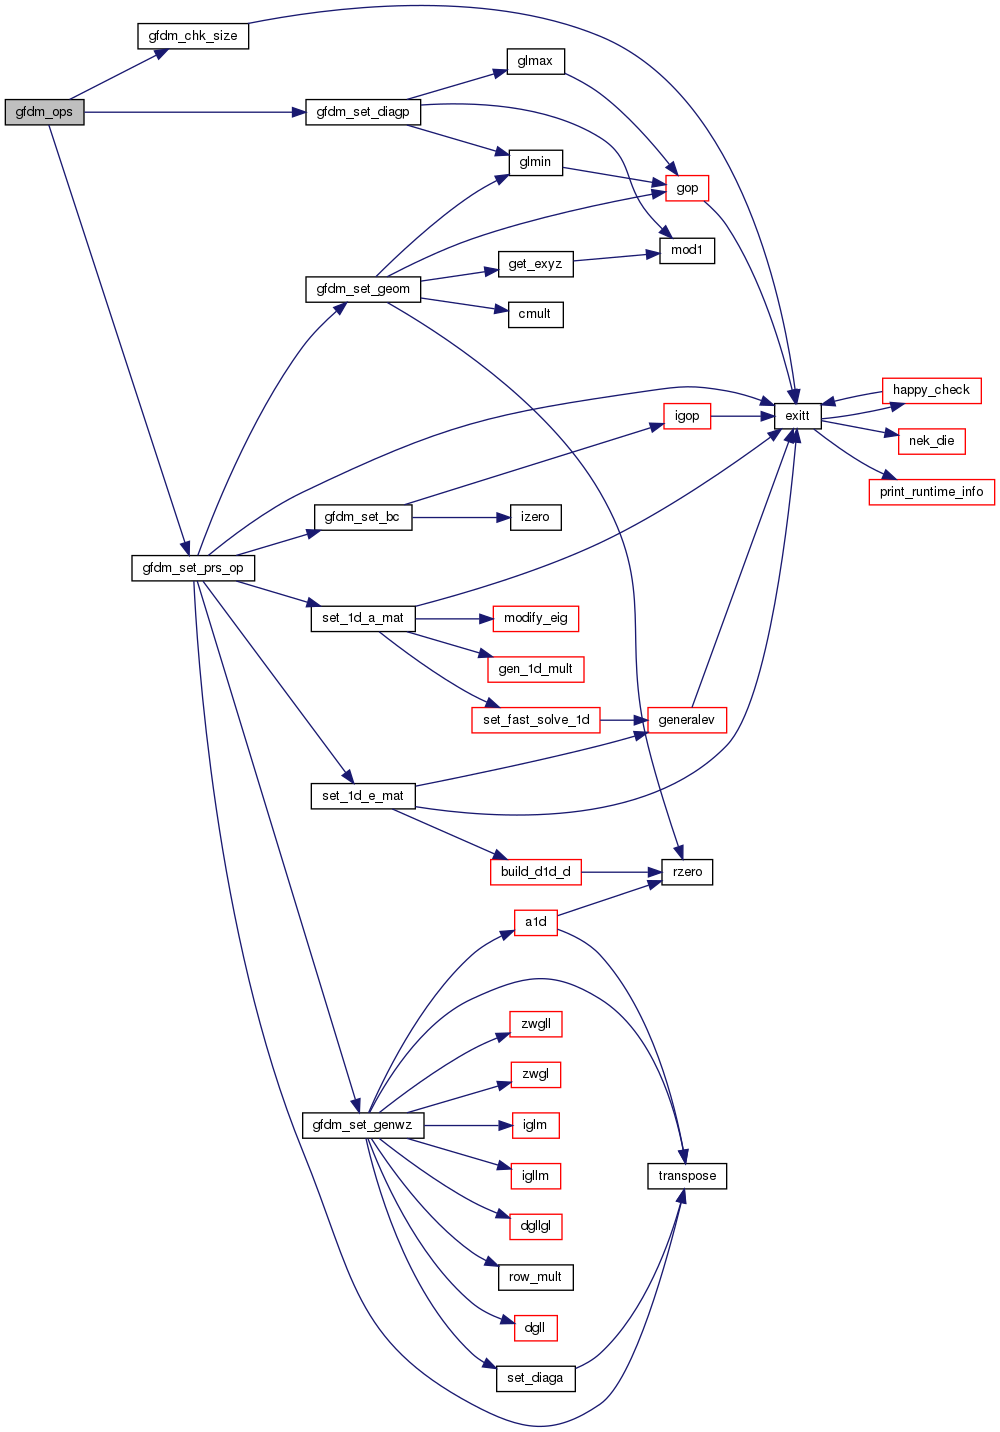 gfdm_chk_size
glmax
gfdm_ops
gfdm_set_diagp
glmin
gop
mod1
get_exyz
gfdm_set_geom
cmult
happy_check
exitt
igop
nek_die
print_runtime_info
gfdm_set_bc
izero
gfdm_set_prs_op
set_1d_a_mat
modify_eig
gen_1d_mult
set_fast_solve_1d
generalev
set_1d_e_mat
build_d1d_d
rzero
a1d
zwgll
zwgl
gfdm_set_genwz
iglm
igllm
transpose
dgllgl
row_mult
dgll
set_diaga